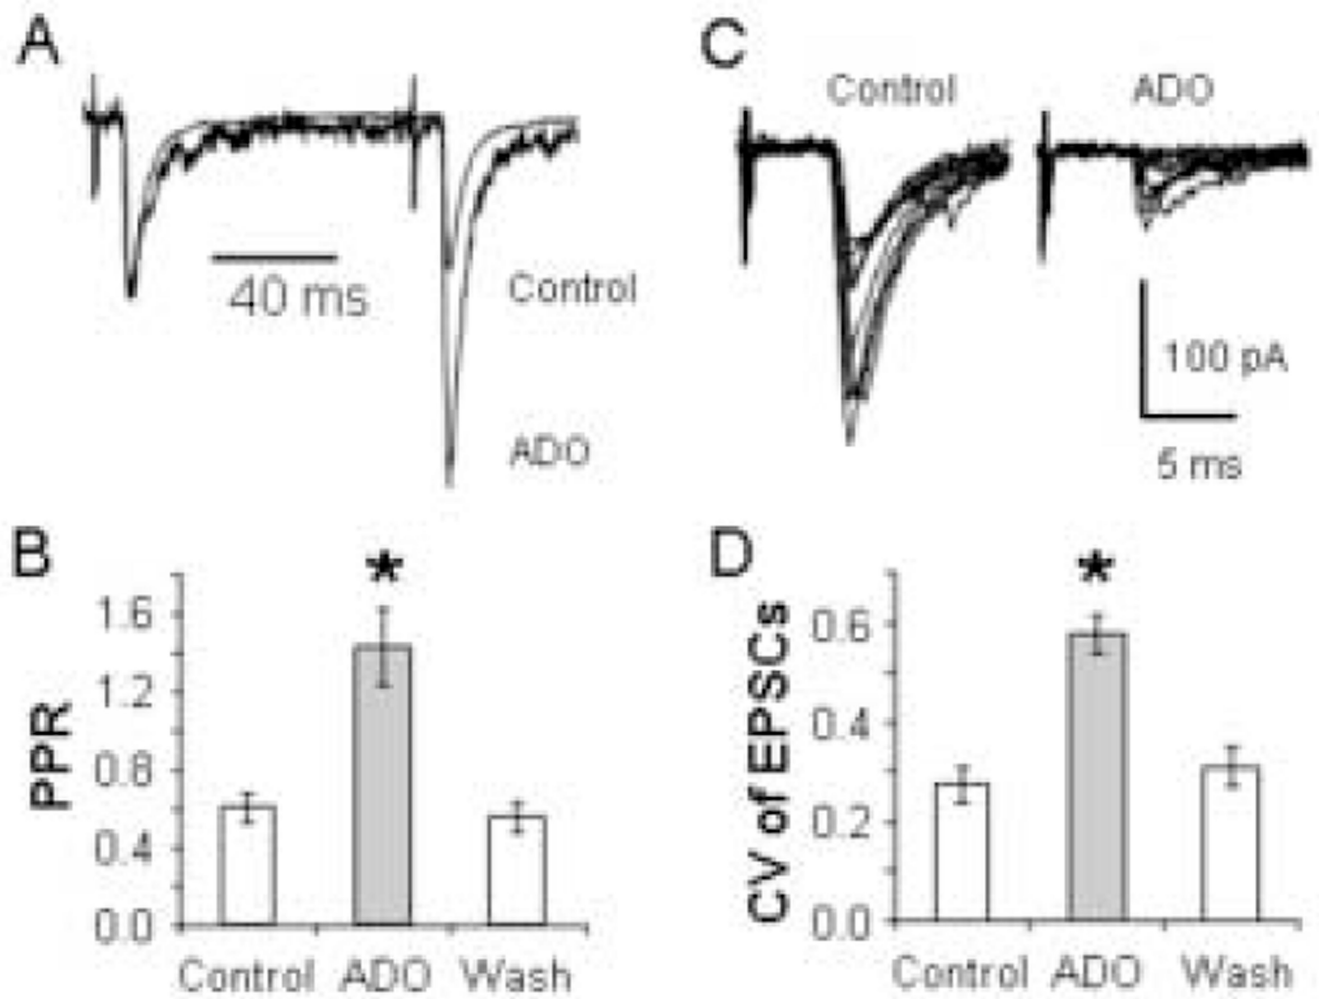 A
40 ms
Control
ADO
C
Control ADO
100 pA
5 ms
B
*
PPR
1.6
1.2
0.8
0.4
0.0
Control ADO Wash
D
*
CV of EPSCs
0.6
0.4
0.2
0.0
Control ADO Wash